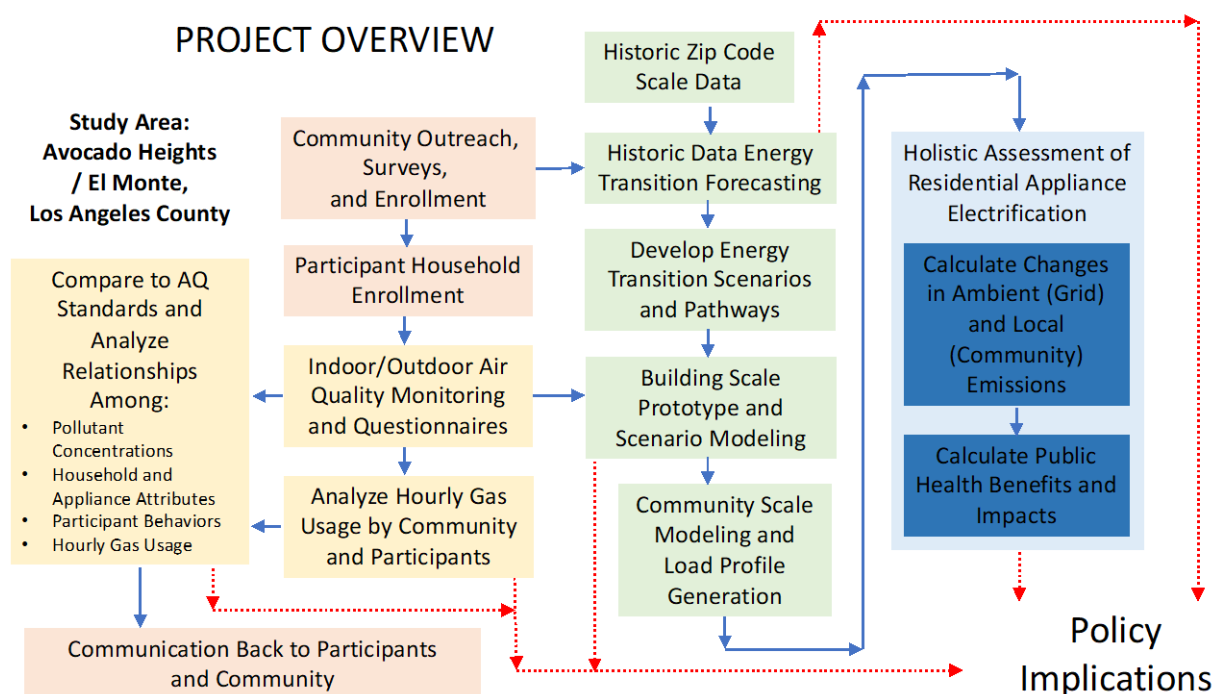 PROJECT OVERVIEW
Study Area:
Avocado Heights
/ El Monte,
Los Angeles County
Community Outreach,
Surveys,
and Enrollment
Participant Household
Enrollment
Indoor/Outdoor Air
Quality Monitoring
and Questionnaires
Analyze Hourly Gas
Usage by Community
and Participants
Compare to AQ
Standards and
Analyze
Relationships
Among:
• Pollutant
Concentrations
• Household and
Appliance Attributes
• Participant Behaviors
• Hourly Gas Usage
Communication Back to Participants
and Community
Historic Zip Code
Scale Data
Historic Data Energy
Transition Forecasting
Develop Energy
Transition Scenarios
and Pathways
Building Scale
Prototype and
Scenario Modeling
Community Scale
Modeling and
Load Profile
Generation
Holistic Assessment of
Residential Appliance
Electrification
Calculate Changes
in Ambient (Grid)
and Local
(Community)
Emissions
Calculate Public
Health Benefits and
Impacts
Policy
Implications